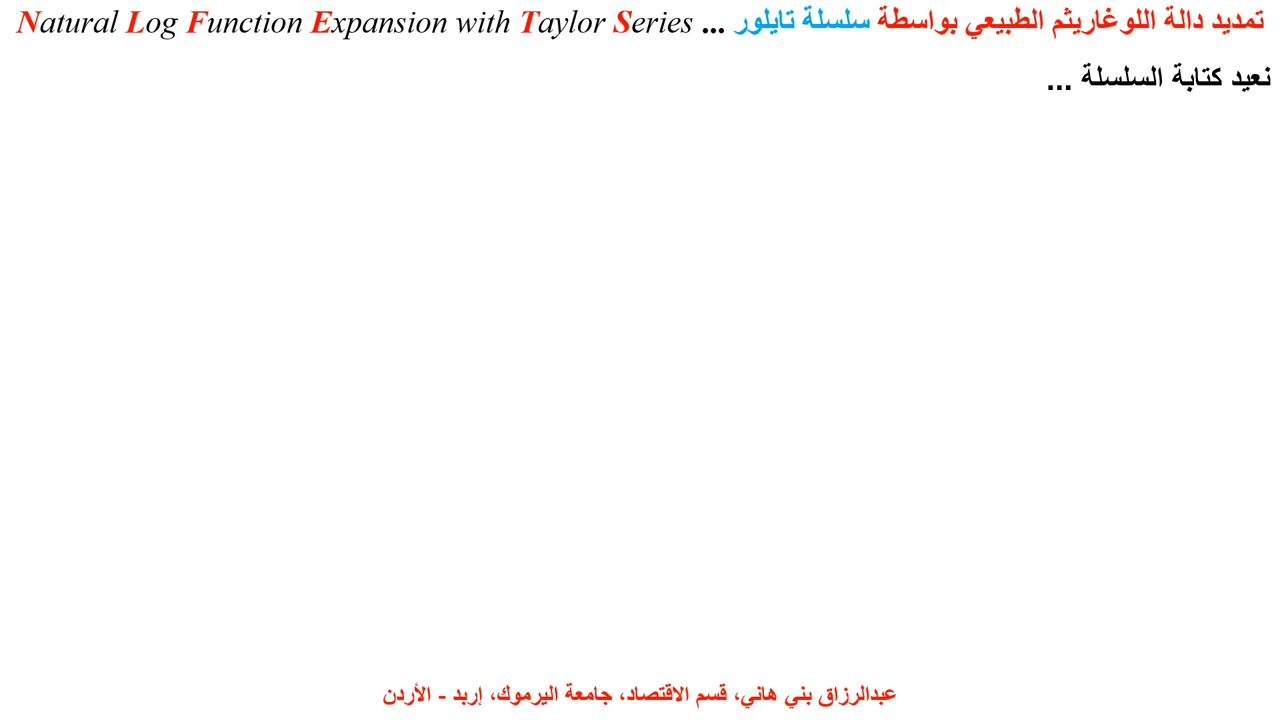 تمديد دالة اللوغاريثم الطبيعي بواسطة سلسلة تايلور ... Natural Log Function Expansion with Taylor Series
نعيد كتابة السلسلة ...
عبدالرزاق بني هاني، قسم الاقتصاد، جامعة اليرموك، إربد - الأردن